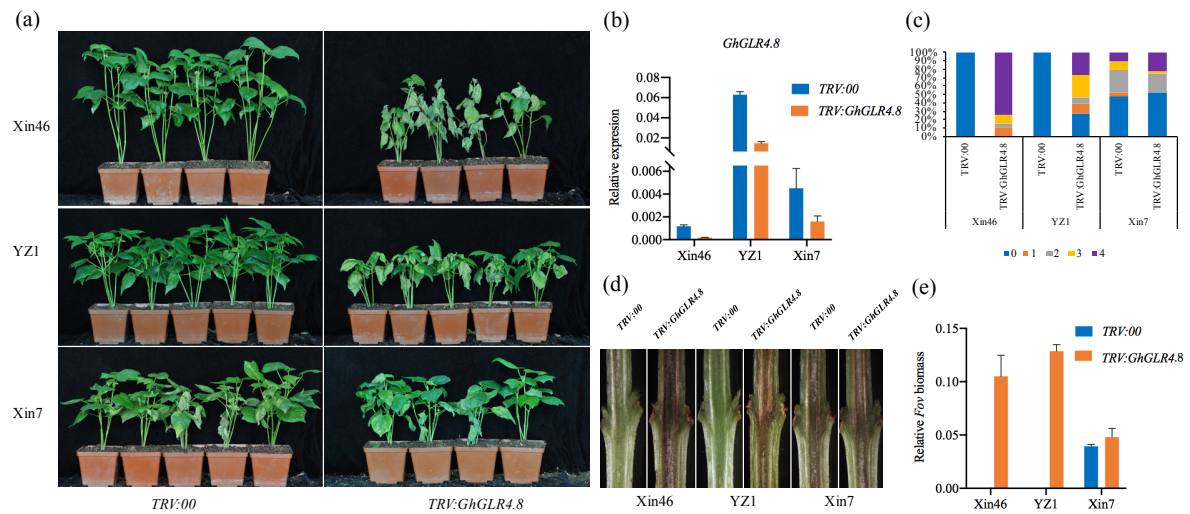 (a)
Xin46
YZ1
Xin7
TRV:00
TRV:GhGLR4.8
(b)
GhGLR4.8
Relative expresion
0.08
0.06
0.04
0.02
0.006
0.004
0.002
0.000
TRV:00
TRV:GhGLR4.8
Xin46 YZ1 Xin7
(c)
100%
90%
80%
70%
60%
50%
40%
30%
20%
10%
0%
TRV:00
TRV:GhGLR4.8
TRV:00
TRV:GhGLR4.8
TRV:00
TRV:GhGLR4.8
Xin46 YZ1 Xin7
0 1 2 3 4
(d)
TRV:00
TRV:GhGLR4.8
TRV:00
TRV:GhGLR4.8
TRV:00
TRV:GhGLR4.8
Xin46 YZ1 Xin7
(e)
Relative Fov biomass
0.15
0.10
0.05
0.00
TRV:00
TRV:GhGLR4.8
Xin46 YZ1 Xin7